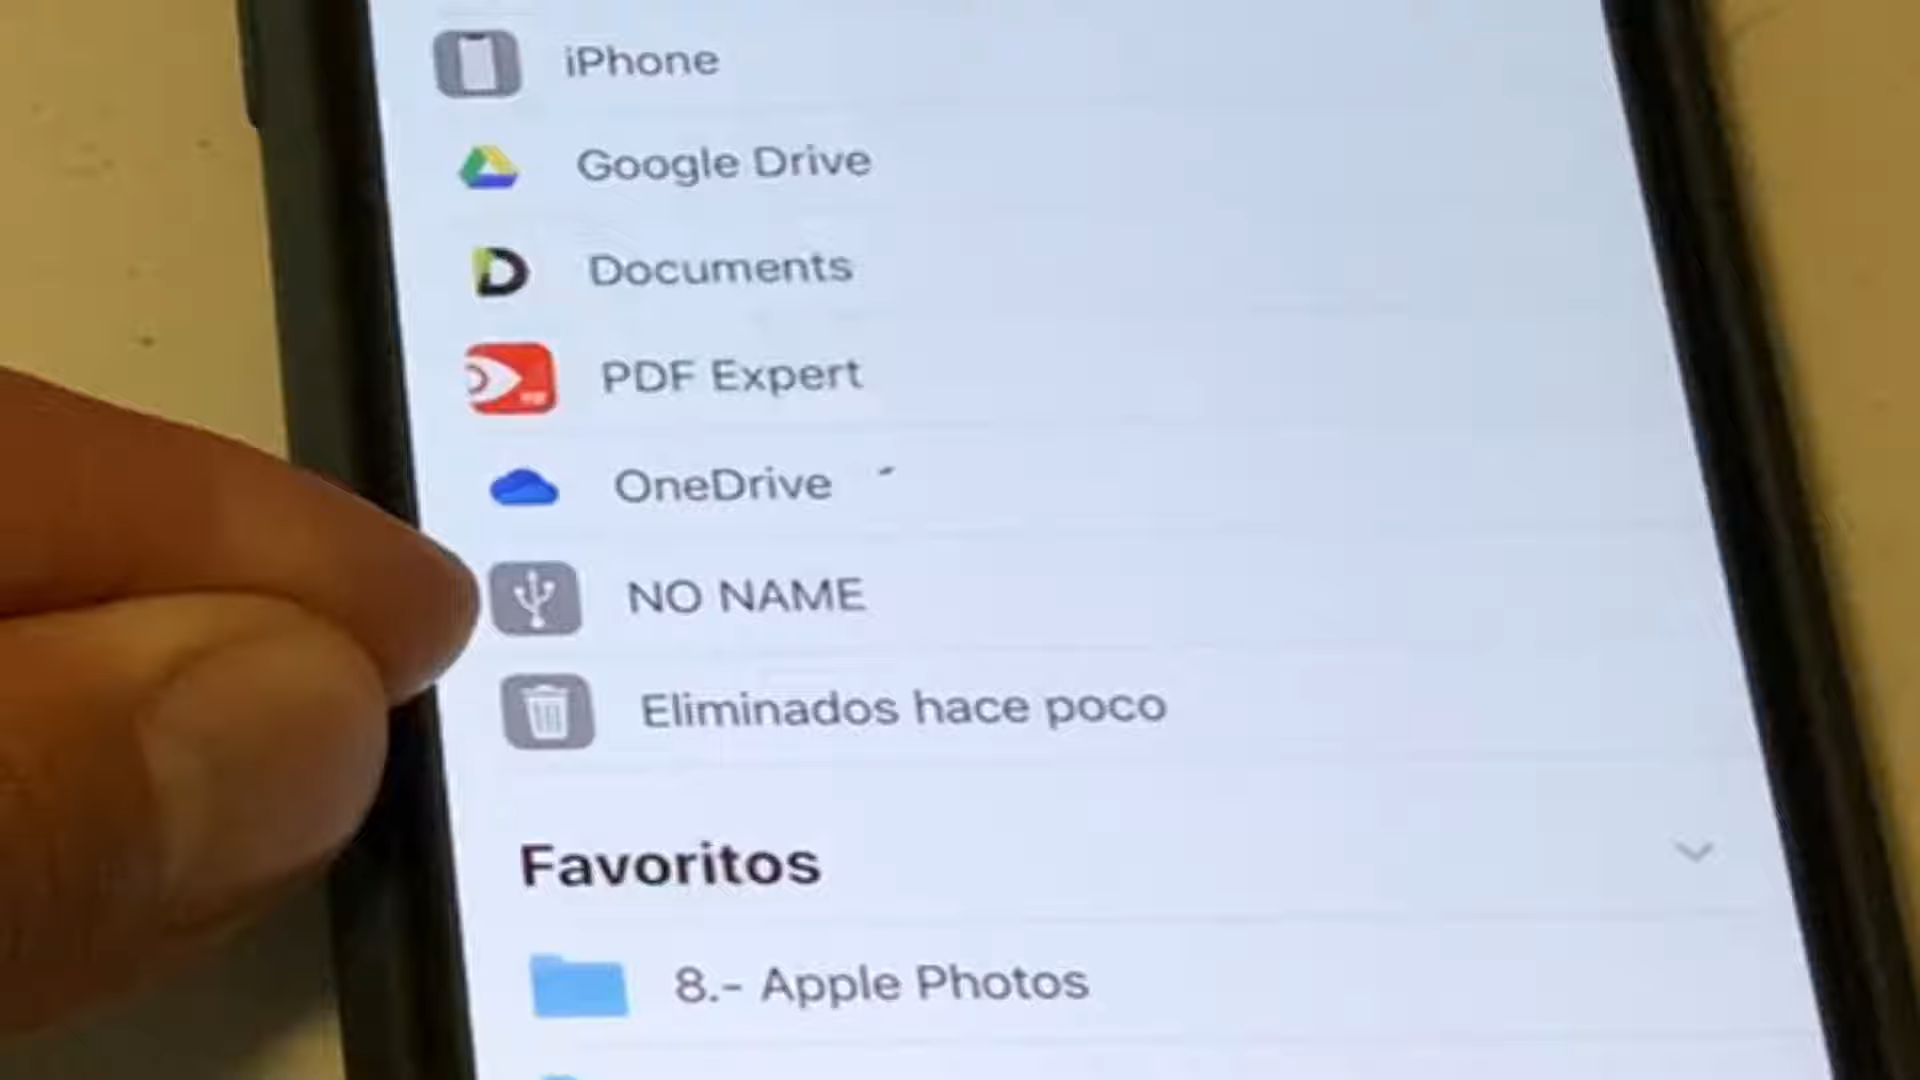 iPhone
Google Drive
Documents
PDF Expert
OneDrive
NO NAME
Eliminados hace poco
Favoritos
8.- Apple Photos